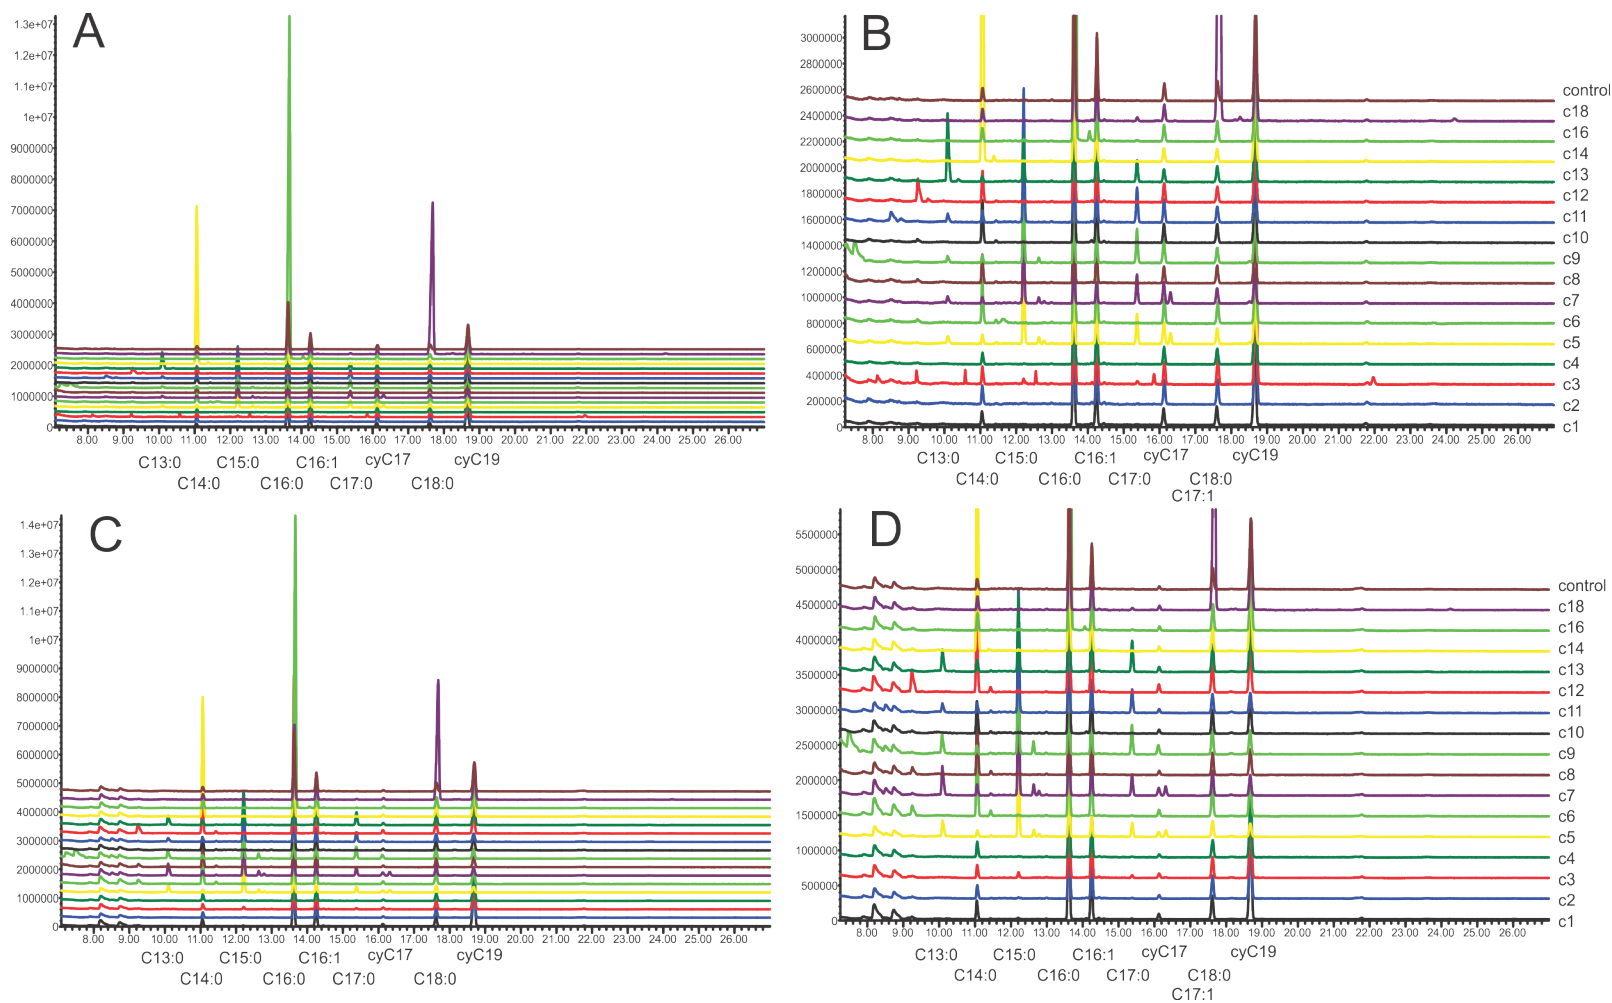 A
1.3e+07
1.2e+07
1.1e+07
1e+07
9000000
8000000
7000000
6000000
5000000
4000000
3000000
2000000
1000000
0
8.00 9.00 10.00 11.00 12.00 13.00 14.00 15.00 16.00 17.00 18.00 19.00 20.00 21.00 22.00 23.00 24.00 25.00 26.00
C13:0 C15:0 C16:1 cyC17 cyC19
C14:0 C16:0 C17:0 C18:0
B
3000000
2800000
2600000
2400000
2200000
2000000
1800000
1600000
1400000
1200000
1000000
800000
600000
400000
200000
0
control
c18
c16
c14
c13
c12
c11
c10
c9
c8
c7
c6
c5
c4
c3
c2
c1
8.00 9.00 10.00 11.00 12.00 13.00 14.00 15.00 16.00 17.00 18.00 19.00 20.00 21.00 22.00 23.00 24.00 25.00 26.00
C13:0 C15:0 C16:1 cyC17 cyC19
C14:0 C16:0 C17:0 C18:0
C17:1
C
1.4e+07
1.3e+07
1.2e+07
1.1e+07
1e+07
9000000
8000000
7000000
6000000
5000000
4000000
3000000
2000000
1000000
0
8.00 9.00 10.00 11.00 12.00 13.00 14.00 15.00 16.00 17.00 18.00 19.00 20.00 21.00 22.00 23.00 24.00 25.00 26.00
C13:0 C15:0 C16:1 cyC17 cyC19
C14:0 C16:0 C17:0 C18:0
D
5500000
5000000
4500000
4000000
3500000
3000000
2500000
2000000
1500000
1000000
500000
0
control
c18
c16
c14
c13
c12
c11
c10
c9
c8
c7
c6
c5
c4
c3
c2
c1
8.00 9.00 10.00 11.00 12.00 13.00 14.00 15.00 16.00 17.00 18.00 19.00 20.00 21.00 22.00 23.00 24.00 25.00 26.00
C13:0 C15:0 C16:1 cyC17 cyC19
C14:0 C16:0 C17:0 C18:0
C17:1